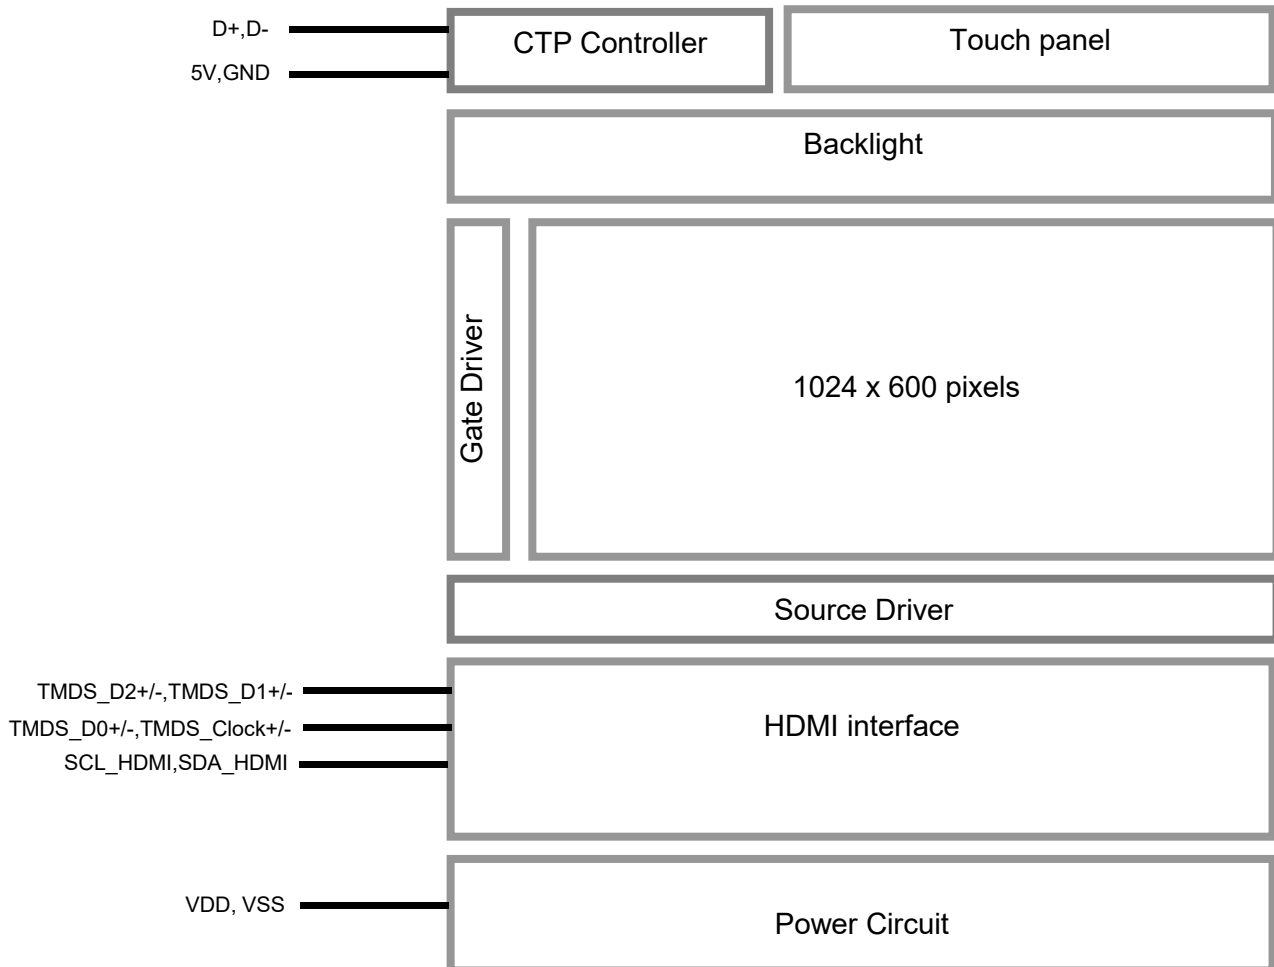 D+,D-
CTP Controller
Touch panel
5V,GND
Backlight
Gate Driver
1024 x 600 pixels
Source Driver
TMDS_D2+/-,TMDS_D1+/-
TMDS_D0+/-,TMDS_Clock+/-
HDMI interface
SCL_HDMI,SDA_HDMI
VDD, VSS
Power Circuit